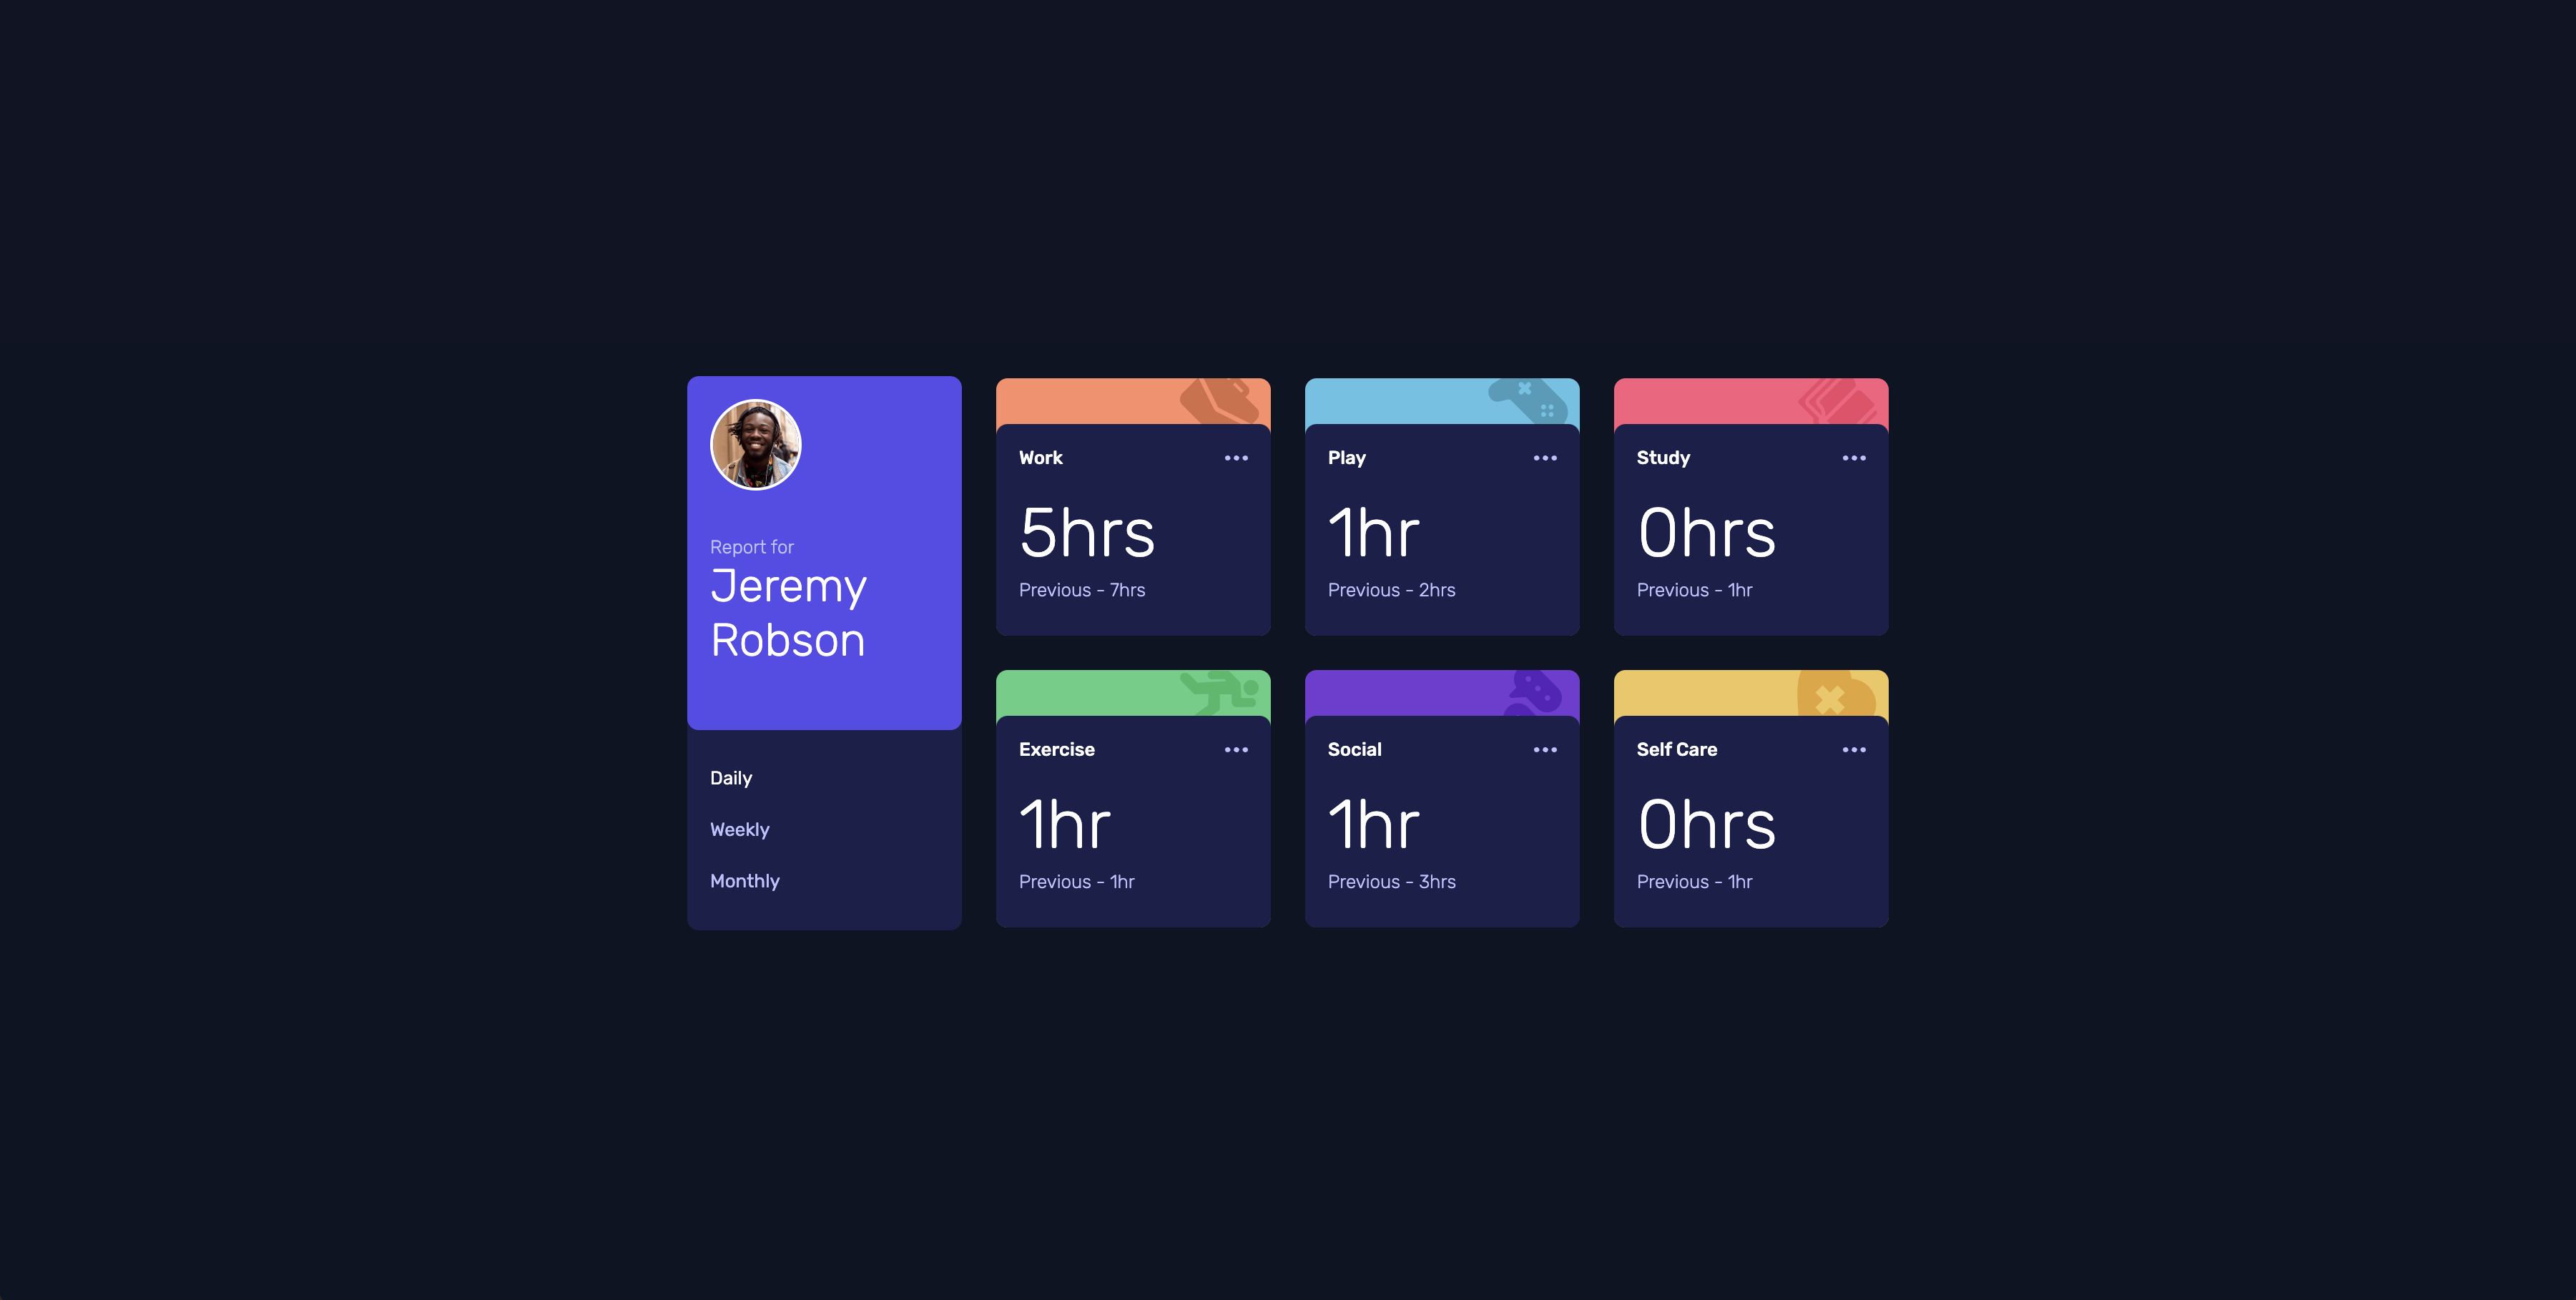 Report for
Jeremy
Robson
Daily
Weekly
Monthly
Work
5hrs
Previous - 7hrs
Play
1hr
Previous - 2hrs
Study
0hrs
Previous - 1hr
Exercise
1hr
Previous - 1hr
Social
1hr
Previous - 3hrs
Self Care
0hrs
Previous - 1hr